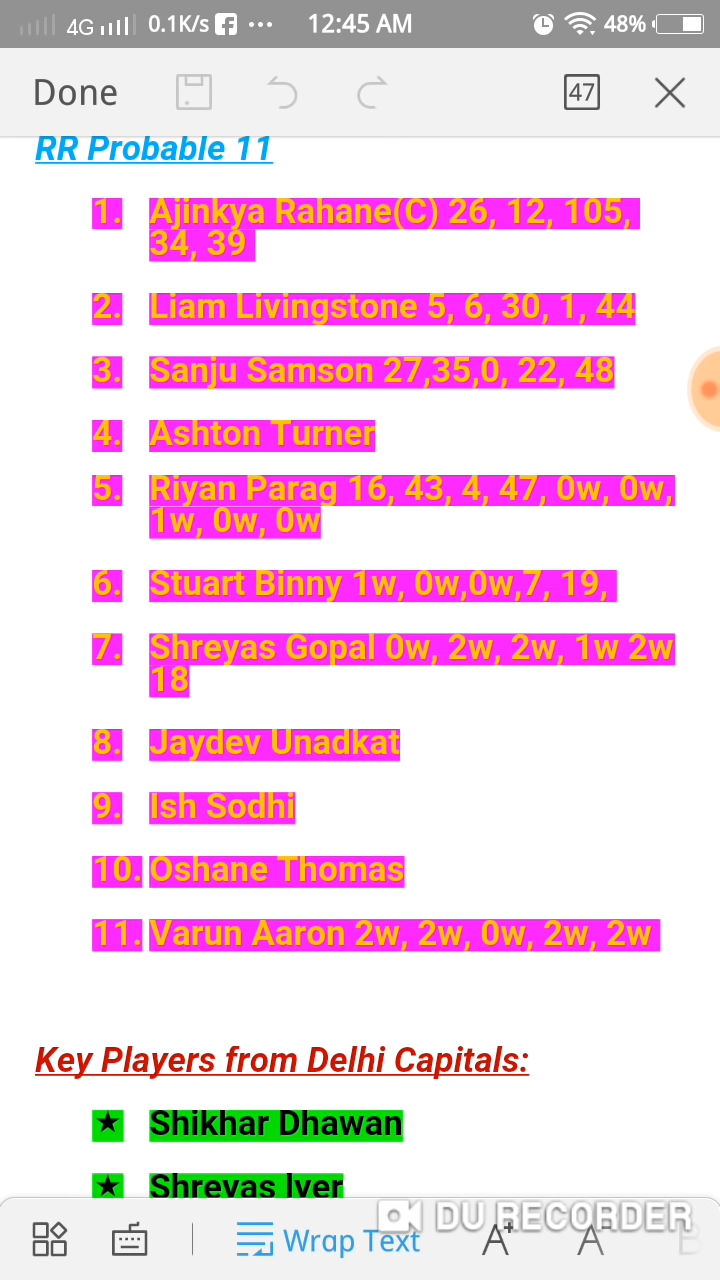 4G 0.1K/s ... 12:45 AM 48%
Done 47
RR Probable 11
1. Ajinkya Rahane(C) 26, 12, 105,
34, 39
2. Liam Livingstone 5, 6, 30, 1, 44
3. Sanju Samson 27,35,0, 22, 48
4. Ashton Turner
5. Riyan Parag 16, 43, 4, 47, 0w, 0w,
1w, 0w, 0w
6. Stuart Binny 1w, 0w,0w,7, 19,
7. Shreyas Gopal 0w, 2w, 2w, 1w 2w
18
8. Jaydev Unadkat
9. Ish Sodhi
10. Oshane Thomas
11. Varun Aaron 2w, 2w, 0w, 2w, 2w
Key Players from Delhi Capitals:
★ Shikhar Dhawan
★ Shreyas Iyer
DU RECORDER
Wrap Text A+ A- B